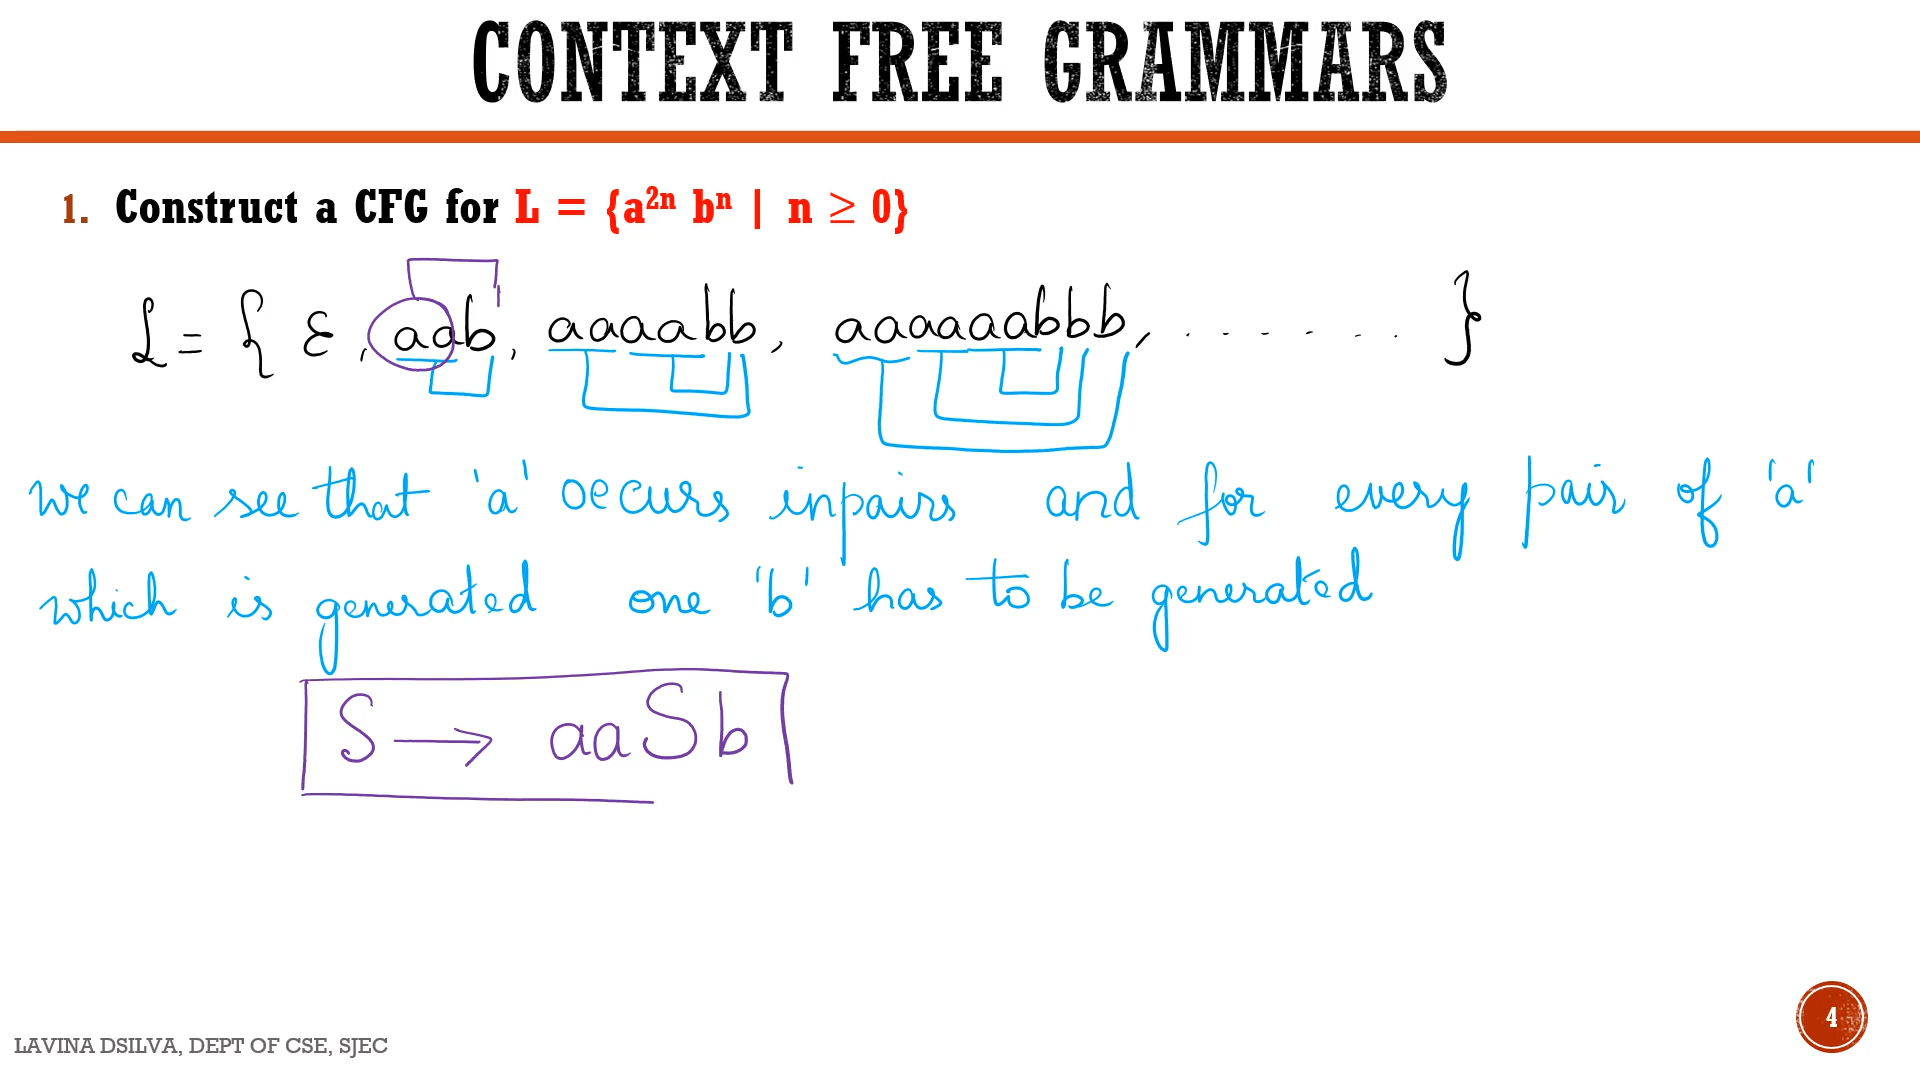 CONTEXT FREE GRAMMARS
1. Construct a CFG for L = {a²ⁿ bⁿ | n ≥ 0}
L = { ε, aab, aaaabb, aaaaaabbb, . . . . . . . }
we can see that 'a' occurs inpairs and for every pair of 'a'
which is generated one 'b' has to be generated
S → aaSb
4
LAVINA DSILVA, DEPT OF CSE, SJEC